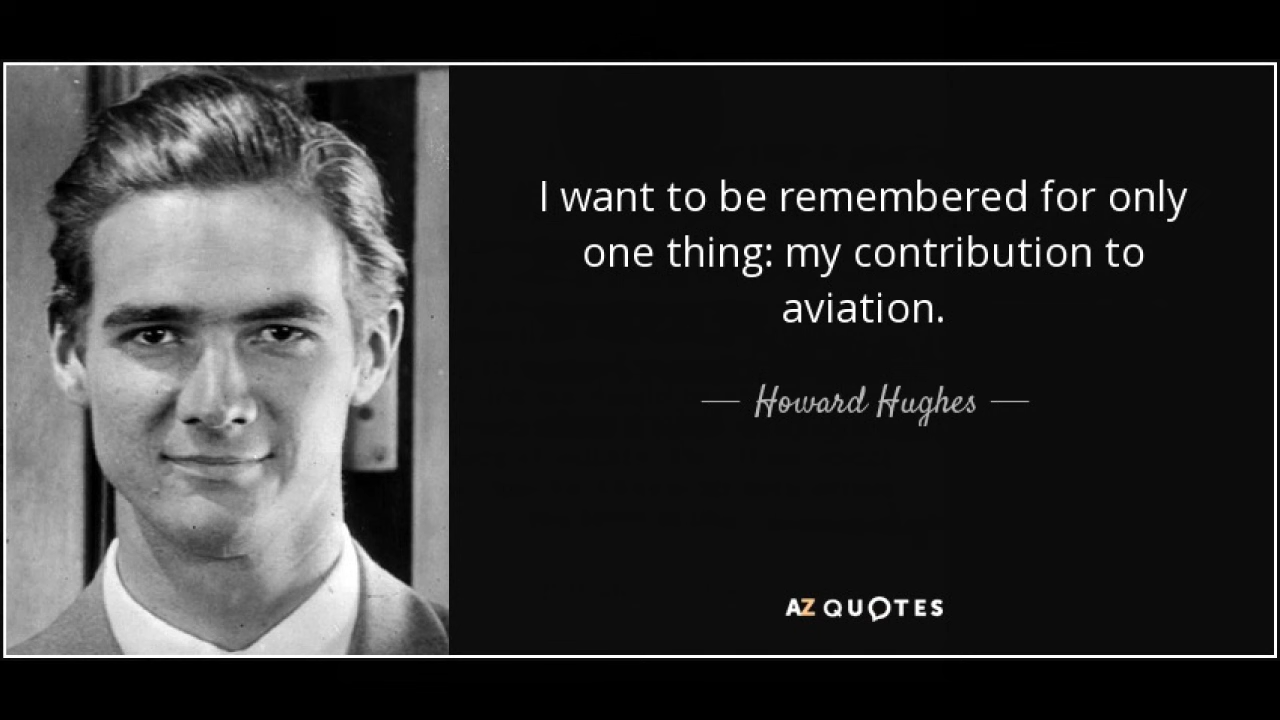 I want to be remembered for only
one thing: my contribution to
aviation.
Howard Hughes
AZ QUOTES